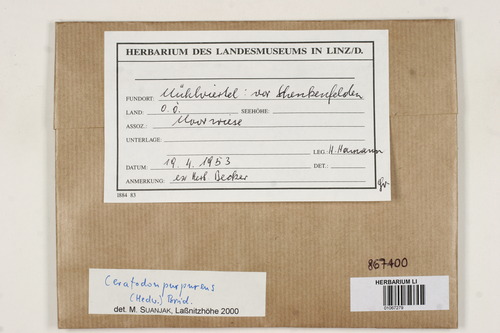 HERBARIUM DES LANDESMUSEUMS IN LINZ/D.
FUNDORT: Mühlviertel: vor Schenkenfelden
LAND: O.Ö. SEEHÖHE:
ASSOZ.: Moorwiese
UNTERLAGE:
LEG.: H. Hamann
DATUM: 19.4.1953 DET.:
ANMERKUNG: ex Herb Becker
I884 83
867400
HERBARIUM LI
Ceratodon purpureus
(Hedw.) Brid.
det. M. SUANJAK, Laßnitzhöhe 2000